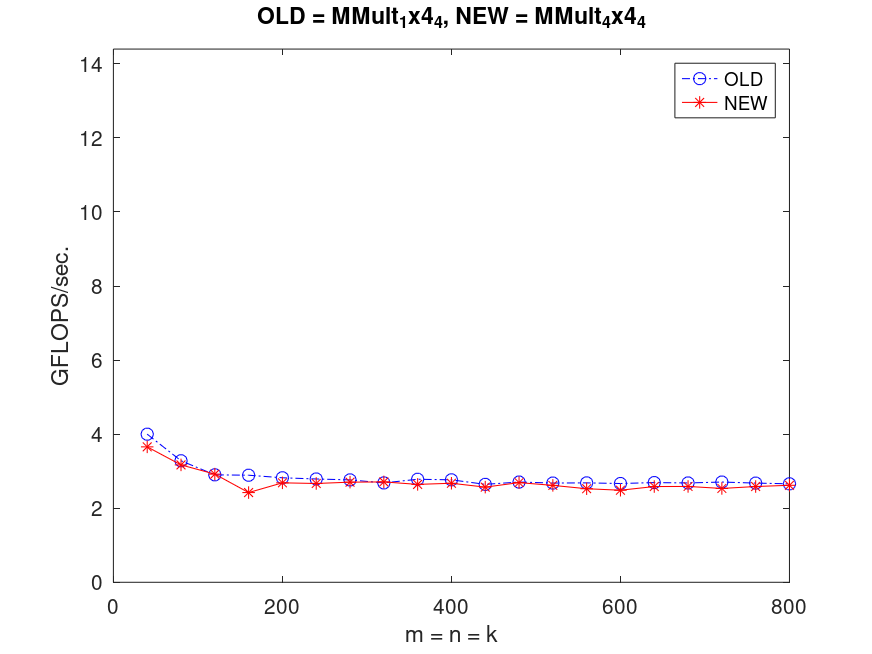 OLD = MMult₁x4₄, NEW = MMult₄x4₄
OLD
NEW
14
12
10
8
6
4
2
0
GFLOPS/sec.
0 200 400 600 800
m = n = k